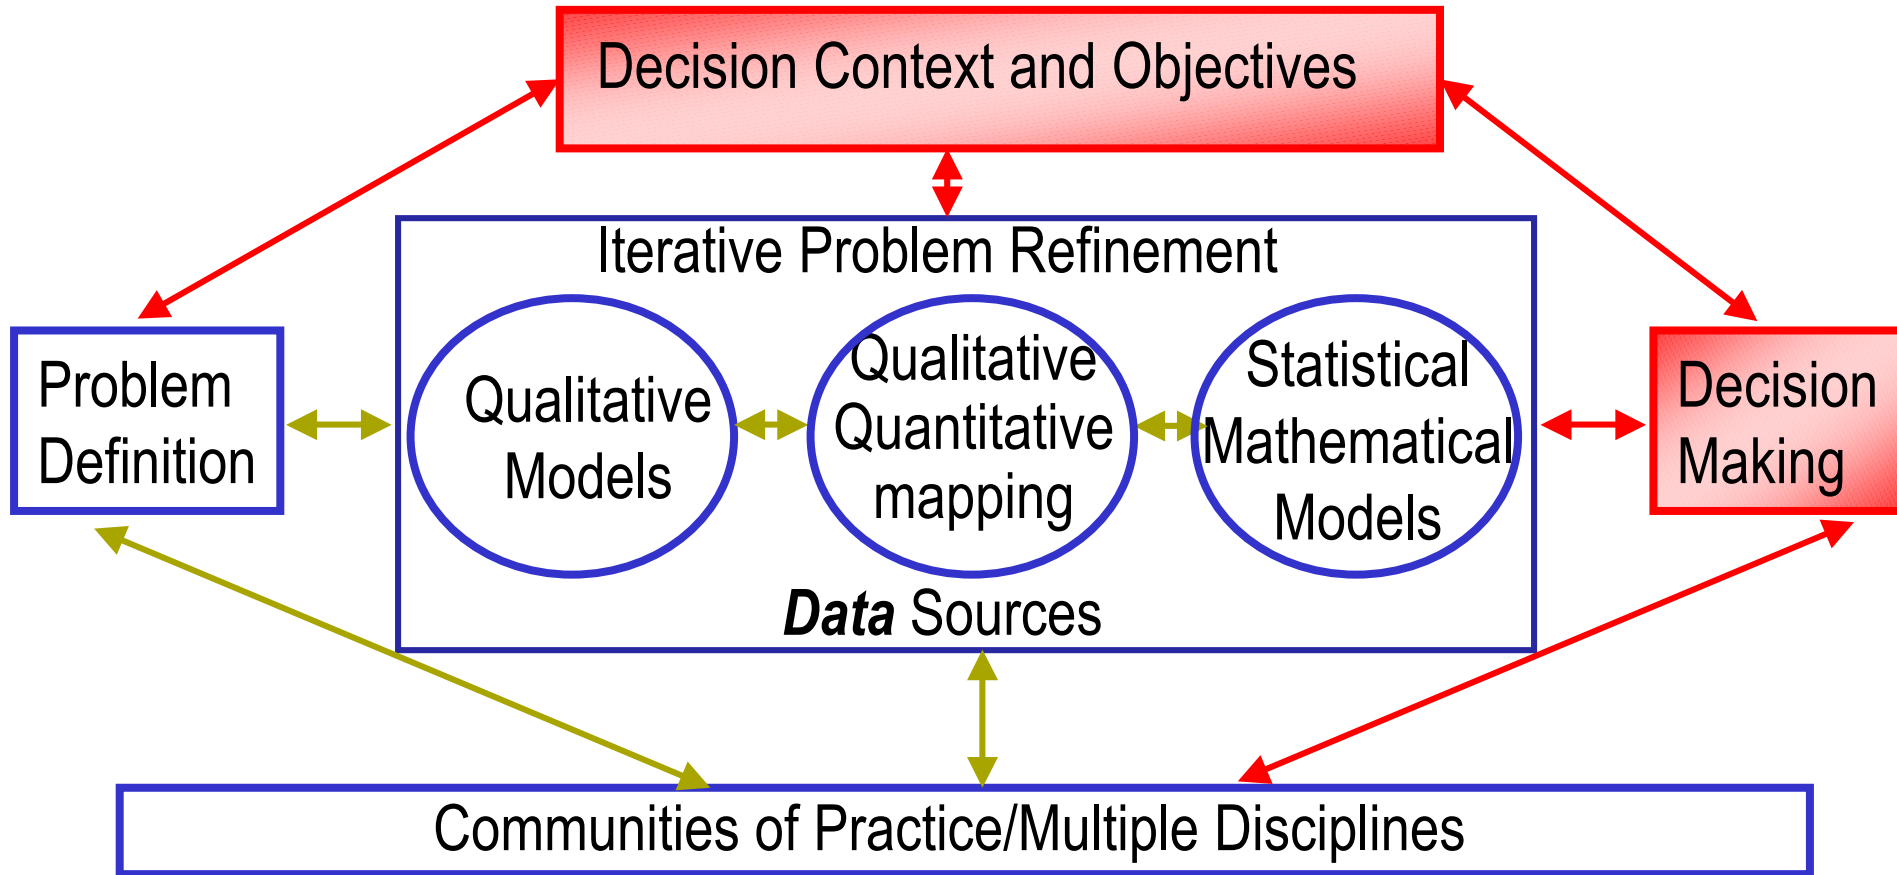 Decision Context and Objectives
Iterative Problem Refinement
Problem
Definition
Qualitative
Models
Qualitative
Quantitative
mapping
Statistical
Mathematical
Models
Decision
Making
Data Sources
Communities of Practice/Multiple Disciplines